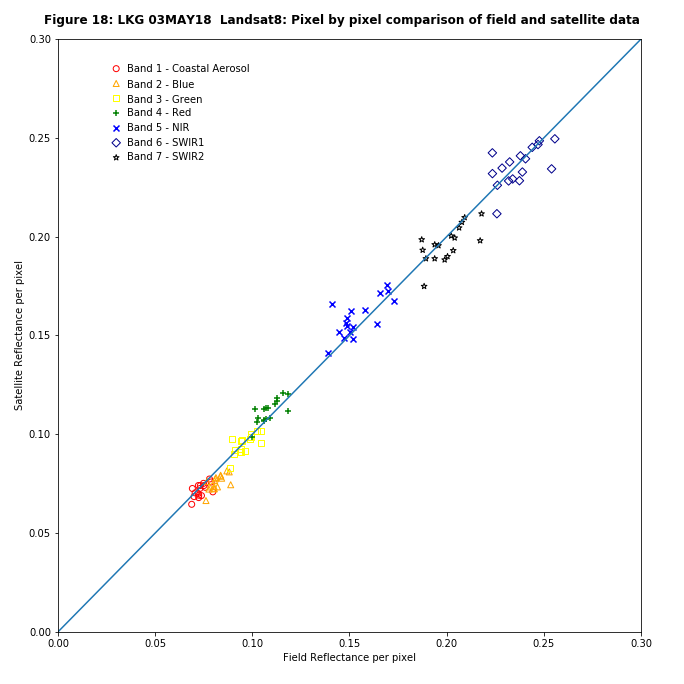 Figure 18: LKG 03MAY18  Landsat8: Pixel by pixel comparison of field and satellite data
0.30
Band 1 - Coastal Aerosol
Band 2 - Blue
Band 3 - Green
Band 4 - Red
Band 5 - NIR
Band 6 - SWIR1
Band 7 - SWIR2
0.25
0.20
0.15
0.10
0.05
0.00
Satellite Reflectance per pixel
0.00 0.05 0.10 0.15 0.20 0.25 0.30
Field Reflectance per pixel